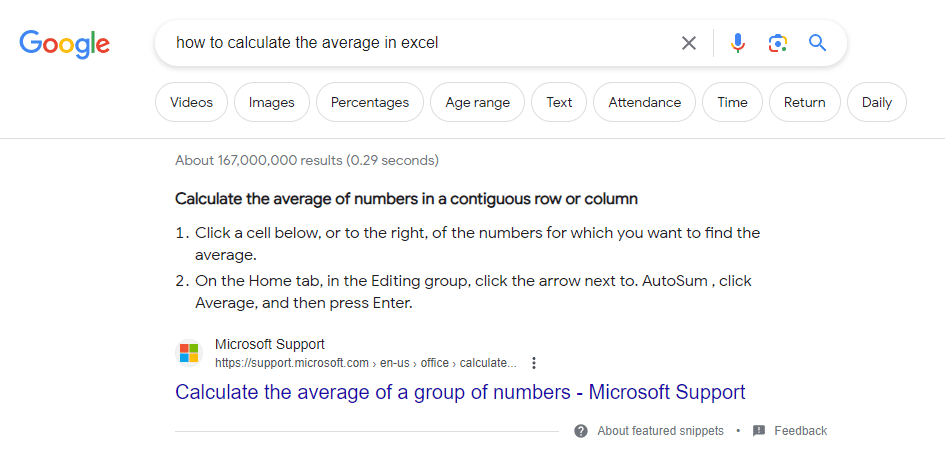 Google
how to calculate the average in excel
Videos
Images
Percentages
Age range
Text
Attendance
Time
Return
Daily
About 167,000,000 results (0.29 seconds)
Calculate the average of numbers in a contiguous row or column
1. Click a cell below, or to the right, of the numbers for which you want to find the
average.
2. On the Home tab, in the Editing group, click the arrow next to. AutoSum , click
Average, and then press Enter.
Microsoft Support
https://support.microsoft.com › en-us › office › calculate...
Calculate the average of a group of numbers - Microsoft Support
About featured snippets • Feedback